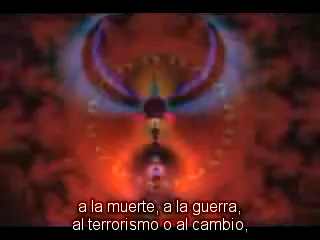 a la muerte, a la guerra,
al terrorismo o al cambio,